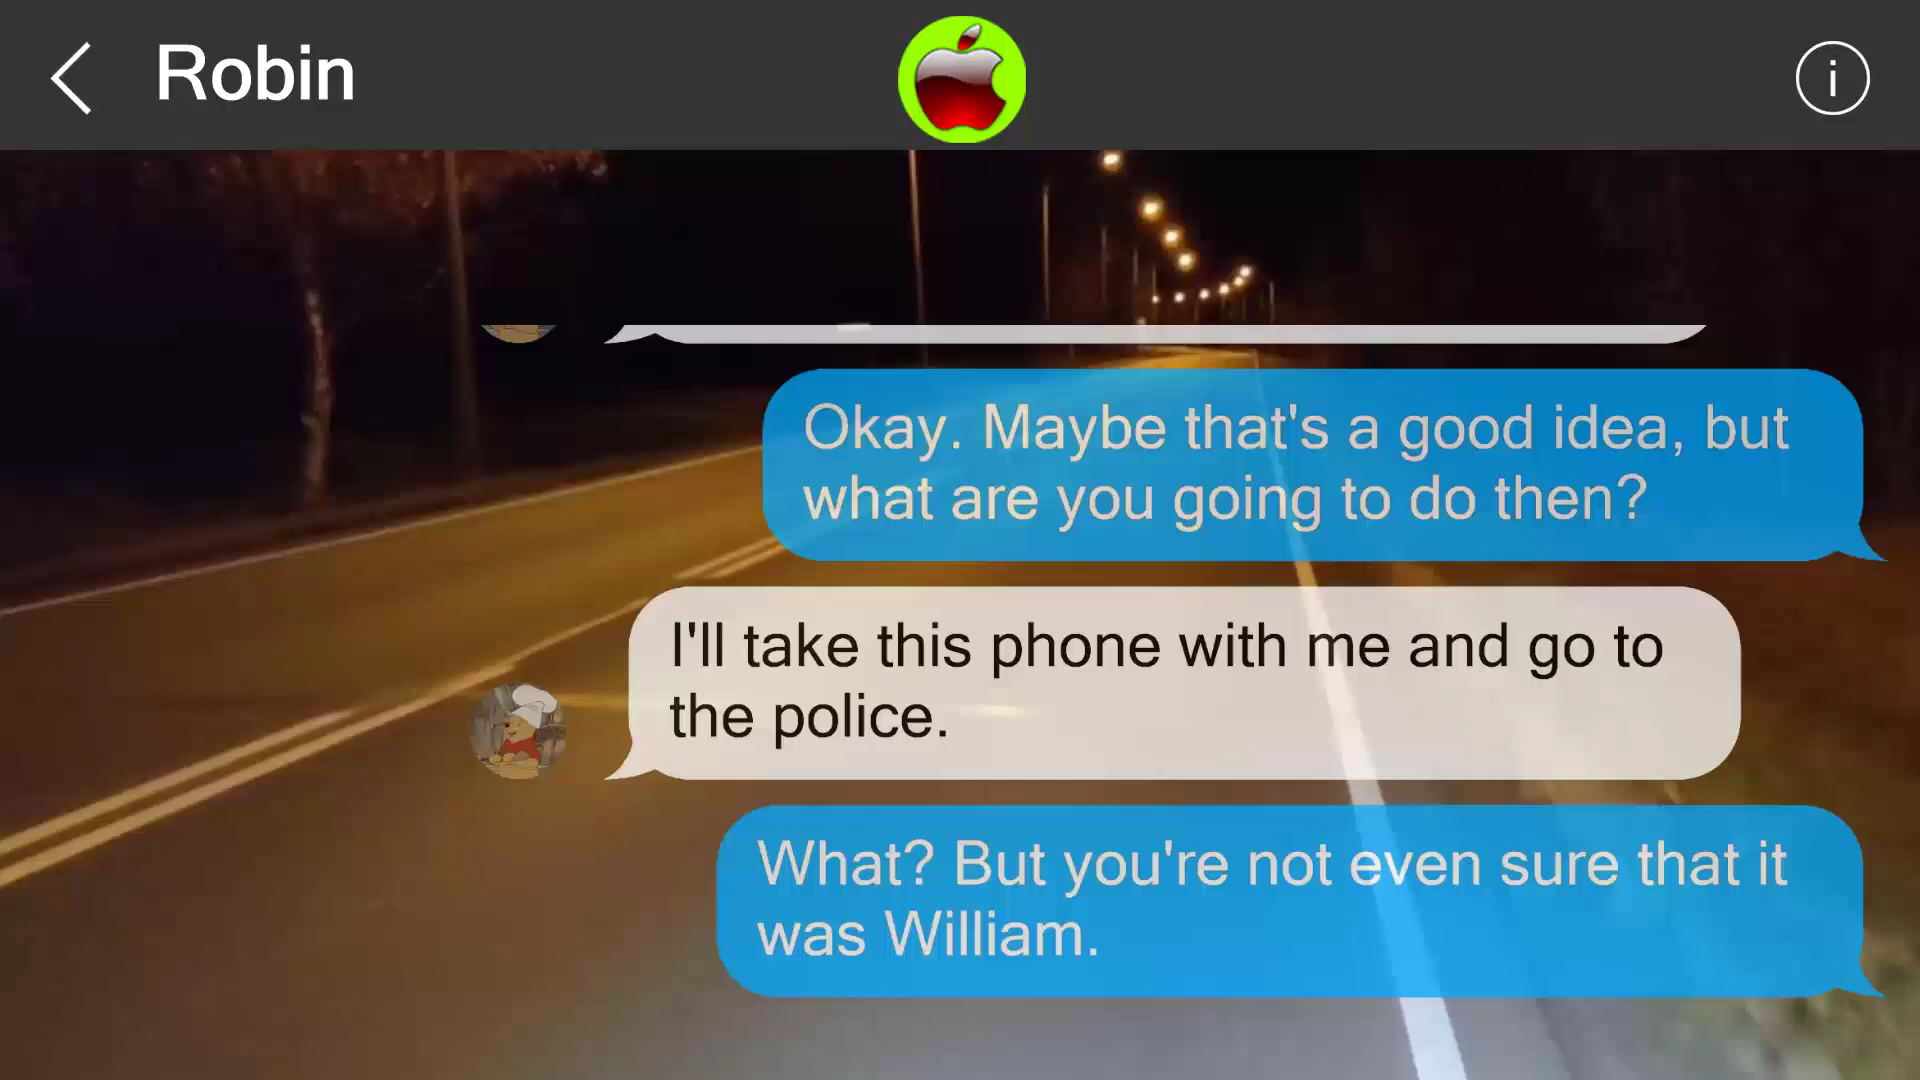 Robin
Okay. Maybe that's a good idea, but
what are you going to do then?
I'll take this phone with me and go to
the police.
What? But you're not even sure that it
was William.